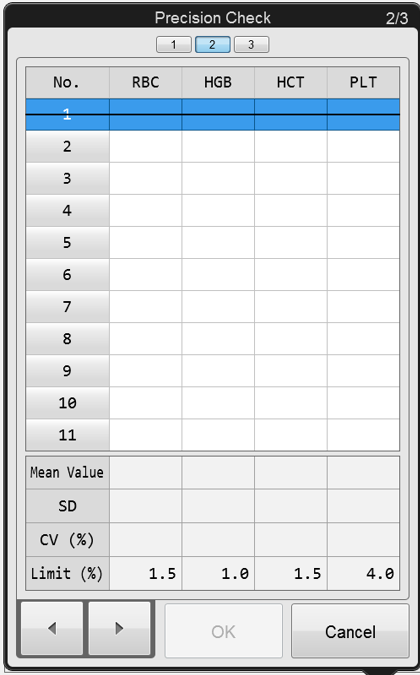 Precision Check 2/3
1 2 3
No. RBC HGB HCT PLT
1
2
3
4
5
6
7
8
9
10
11
Mean Value
SD
CV (%)
Limit (%) 1.5 1.0 1.5 4.0
OK Cancel